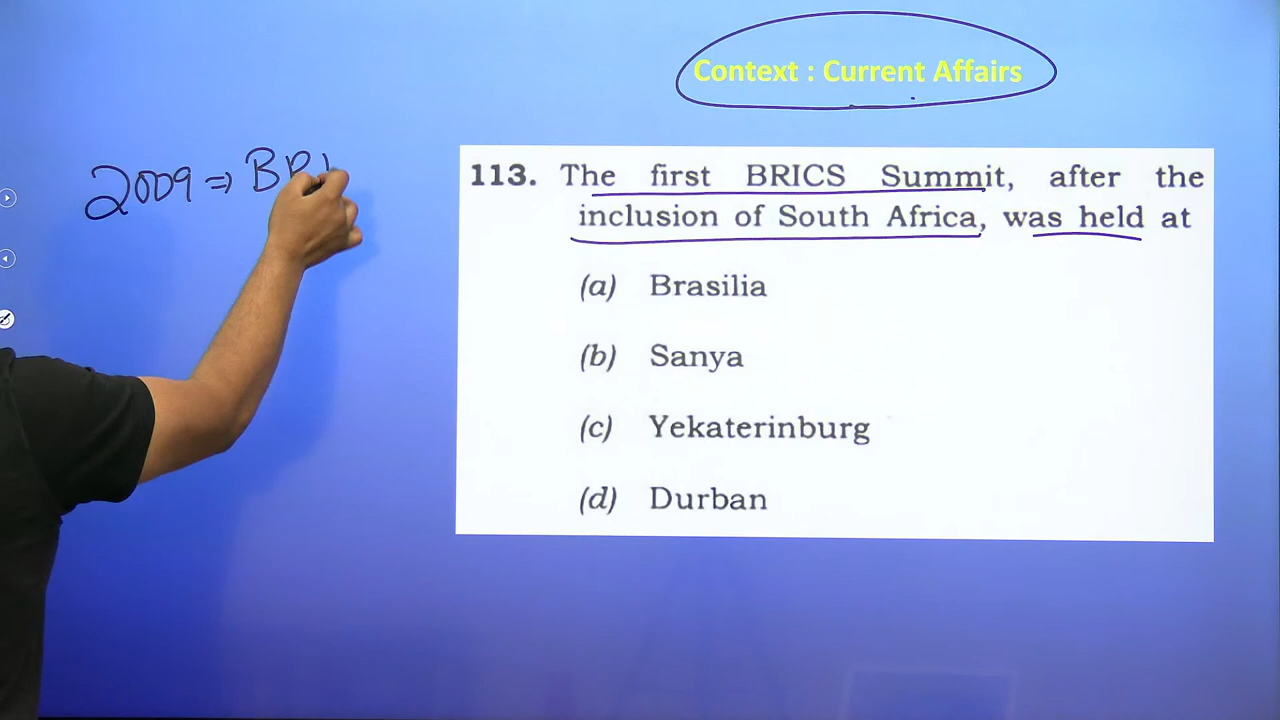 Context : Current Affairs
2009 ⇒ BRI
113. The first BRICS Summit, after the
inclusion of South Africa, was held at
(a) Brasilia
(b) Sanya
(c) Yekaterinburg
(d) Durban